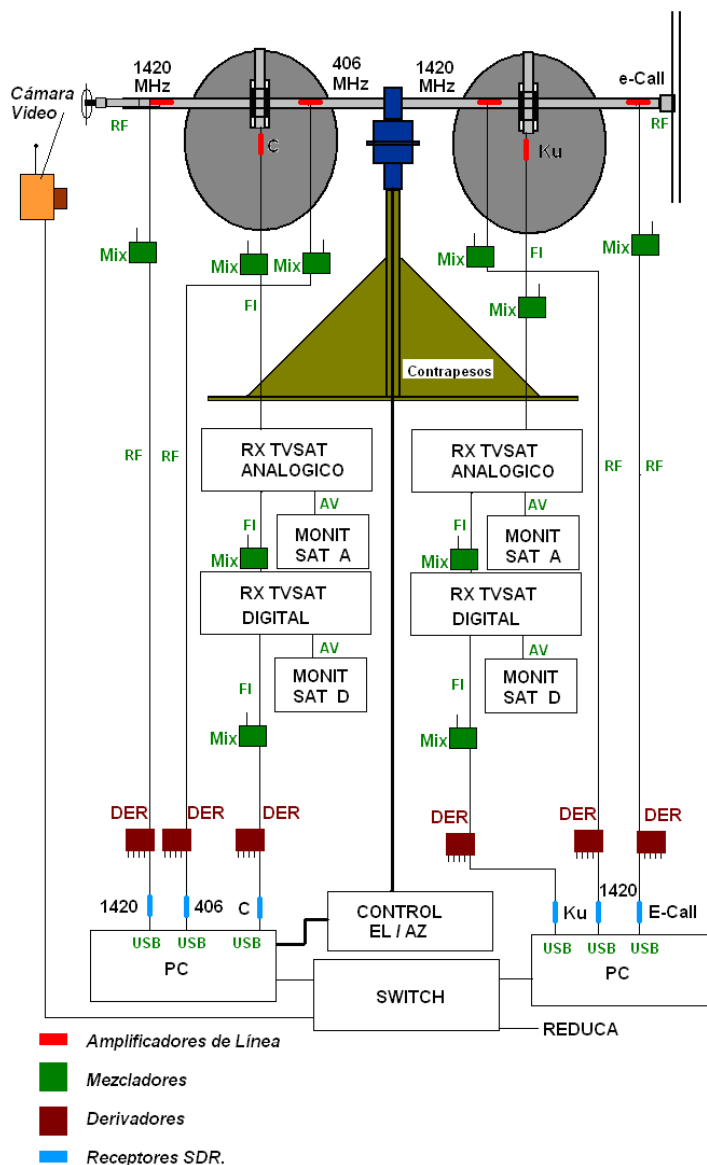 1420
MHz
406
MHz
1420
MHz
e-Call
Cámara
Video
RF
C
Ku
RF
Mix
Mix
Mix
Mix
FI
Mix
FI
Mix
Contrapesos
RX TVSAT
ANALOGICO
RX TVSAT
ANALOGICO
RF
RF
RF
RF
AV
AV
FI
MONIT
SAT A
FI
MONIT
SAT A
Mix
Mix
RX TVSAT
DIGITAL
RX TVSAT
DIGITAL
AV
AV
FI
MONIT
SAT D
FI
MONIT
SAT D
Mix
Mix
DER
DER
DER
DER
DER
DER
1420
406
C
Ku
1420
E-Call
CONTROL
EL / AZ
USB
USB
USB
PC
USB
USB
USB
PC
SWITCH
REDUCA
Amplificadores de Línea
Mezcladores
Derivadores
Receptores SDR.